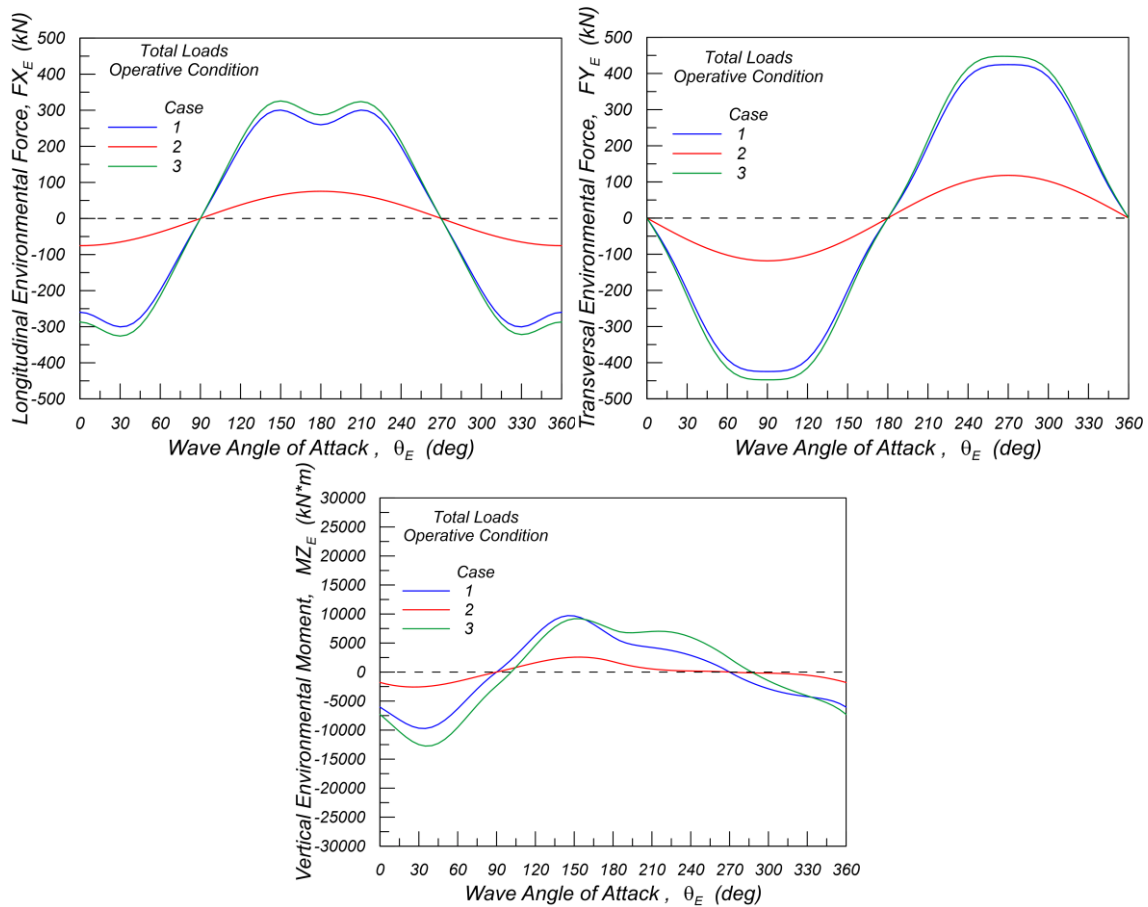 Longitudinal Environmental Force, FX_E (kN)
500
400
300
200
100
0
-100
-200
-300
-400
-500
Total Loads
Operative Condition
Case
1
2
3
0 30 60 90 120 150 180 210 240 270 300 330 360
Wave Angle of Attack , θ_E (deg)
Transversal Environmental Force, FY_E (kN)
500
400
300
200
100
0
-100
-200
-300
-400
-500
Total Loads
Operative Condition
Case
1
2
3
0 30 60 90 120 150 180 210 240 270 300 330 360
Wave Angle of Attack , θ_E (deg)
Vertical Environmental Moment, MZ_E (kN*m)
30000
25000
20000
15000
10000
5000
0
-5000
-10000
-15000
-20000
-25000
-30000
Total Loads
Operative Condition
Case
1
2
3
0 30 60 90 120 150 180 210 240 270 300 330 360
Wave Angle of Attack , θ_E (deg)